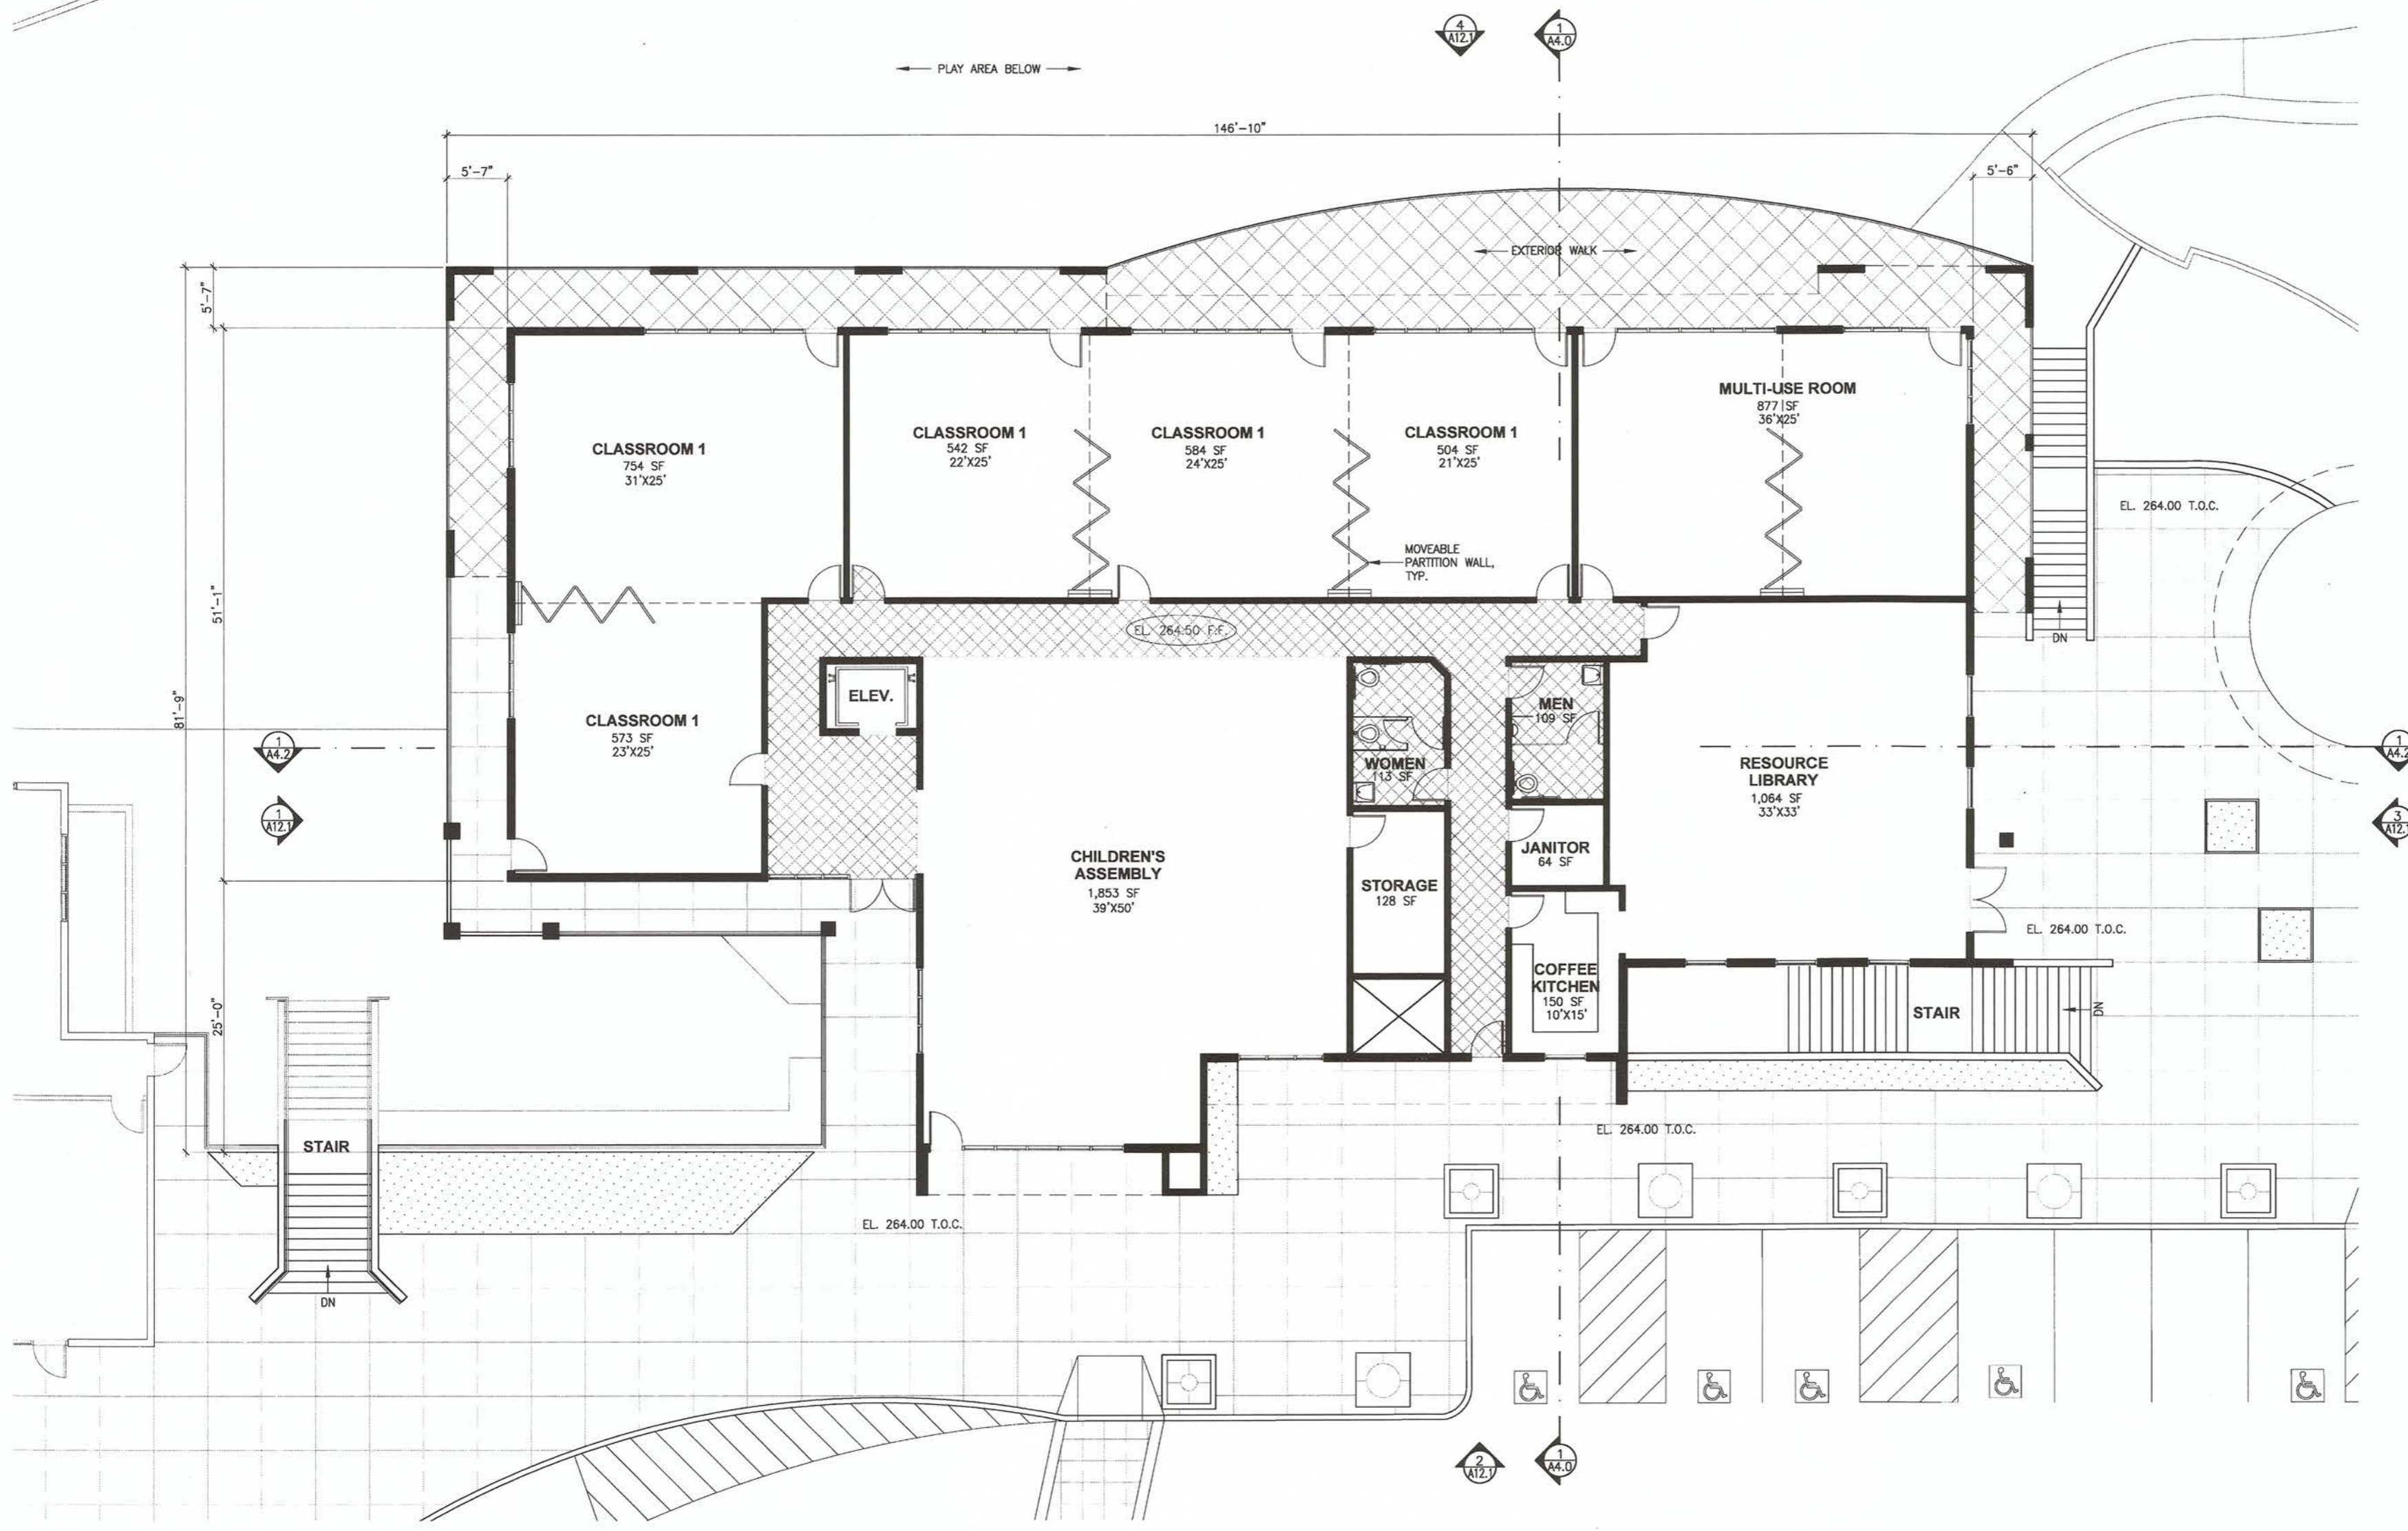 4
A12.1
1
A4.0
PLAY AREA BELOW
146'-10"
5'-7"
5'-6"
EXTERIOR WALK
5'-7"
MULTI-USE ROOM
877 SF
36'X25'
CLASSROOM 1
754 SF
31'X25'
CLASSROOM 1
542 SF
22'X25'
CLASSROOM 1
584 SF
24'X25'
CLASSROOM 1
504 SF
21'X25'
EL. 264.00 T.O.C.
MOVEABLE
PARTITION WALL,
TYP.
51'-1"
EL. 264.50 F.F.
DN
81'-9"
ELEV.
CLASSROOM 1
573 SF
23'X25'
MEN
109 SF
WOMEN
113 SF
RESOURCE
LIBRARY
1,064 SF
33'X33'
1
A4.2
1
A4.2
1
A12.1
3
A12.1
JANITOR
64 SF
CHILDREN'S
ASSEMBLY
1,853 SF
39'X50'
STORAGE
128 SF
EL. 264.00 T.O.C.
COFFEE
KITCHEN
150 SF
10'X15'
25'-0"
STAIR
DN
STAIR
EL. 264.00 T.O.C.
EL. 264.00 T.O.C.
DN
2
A12.1
1
A4.0